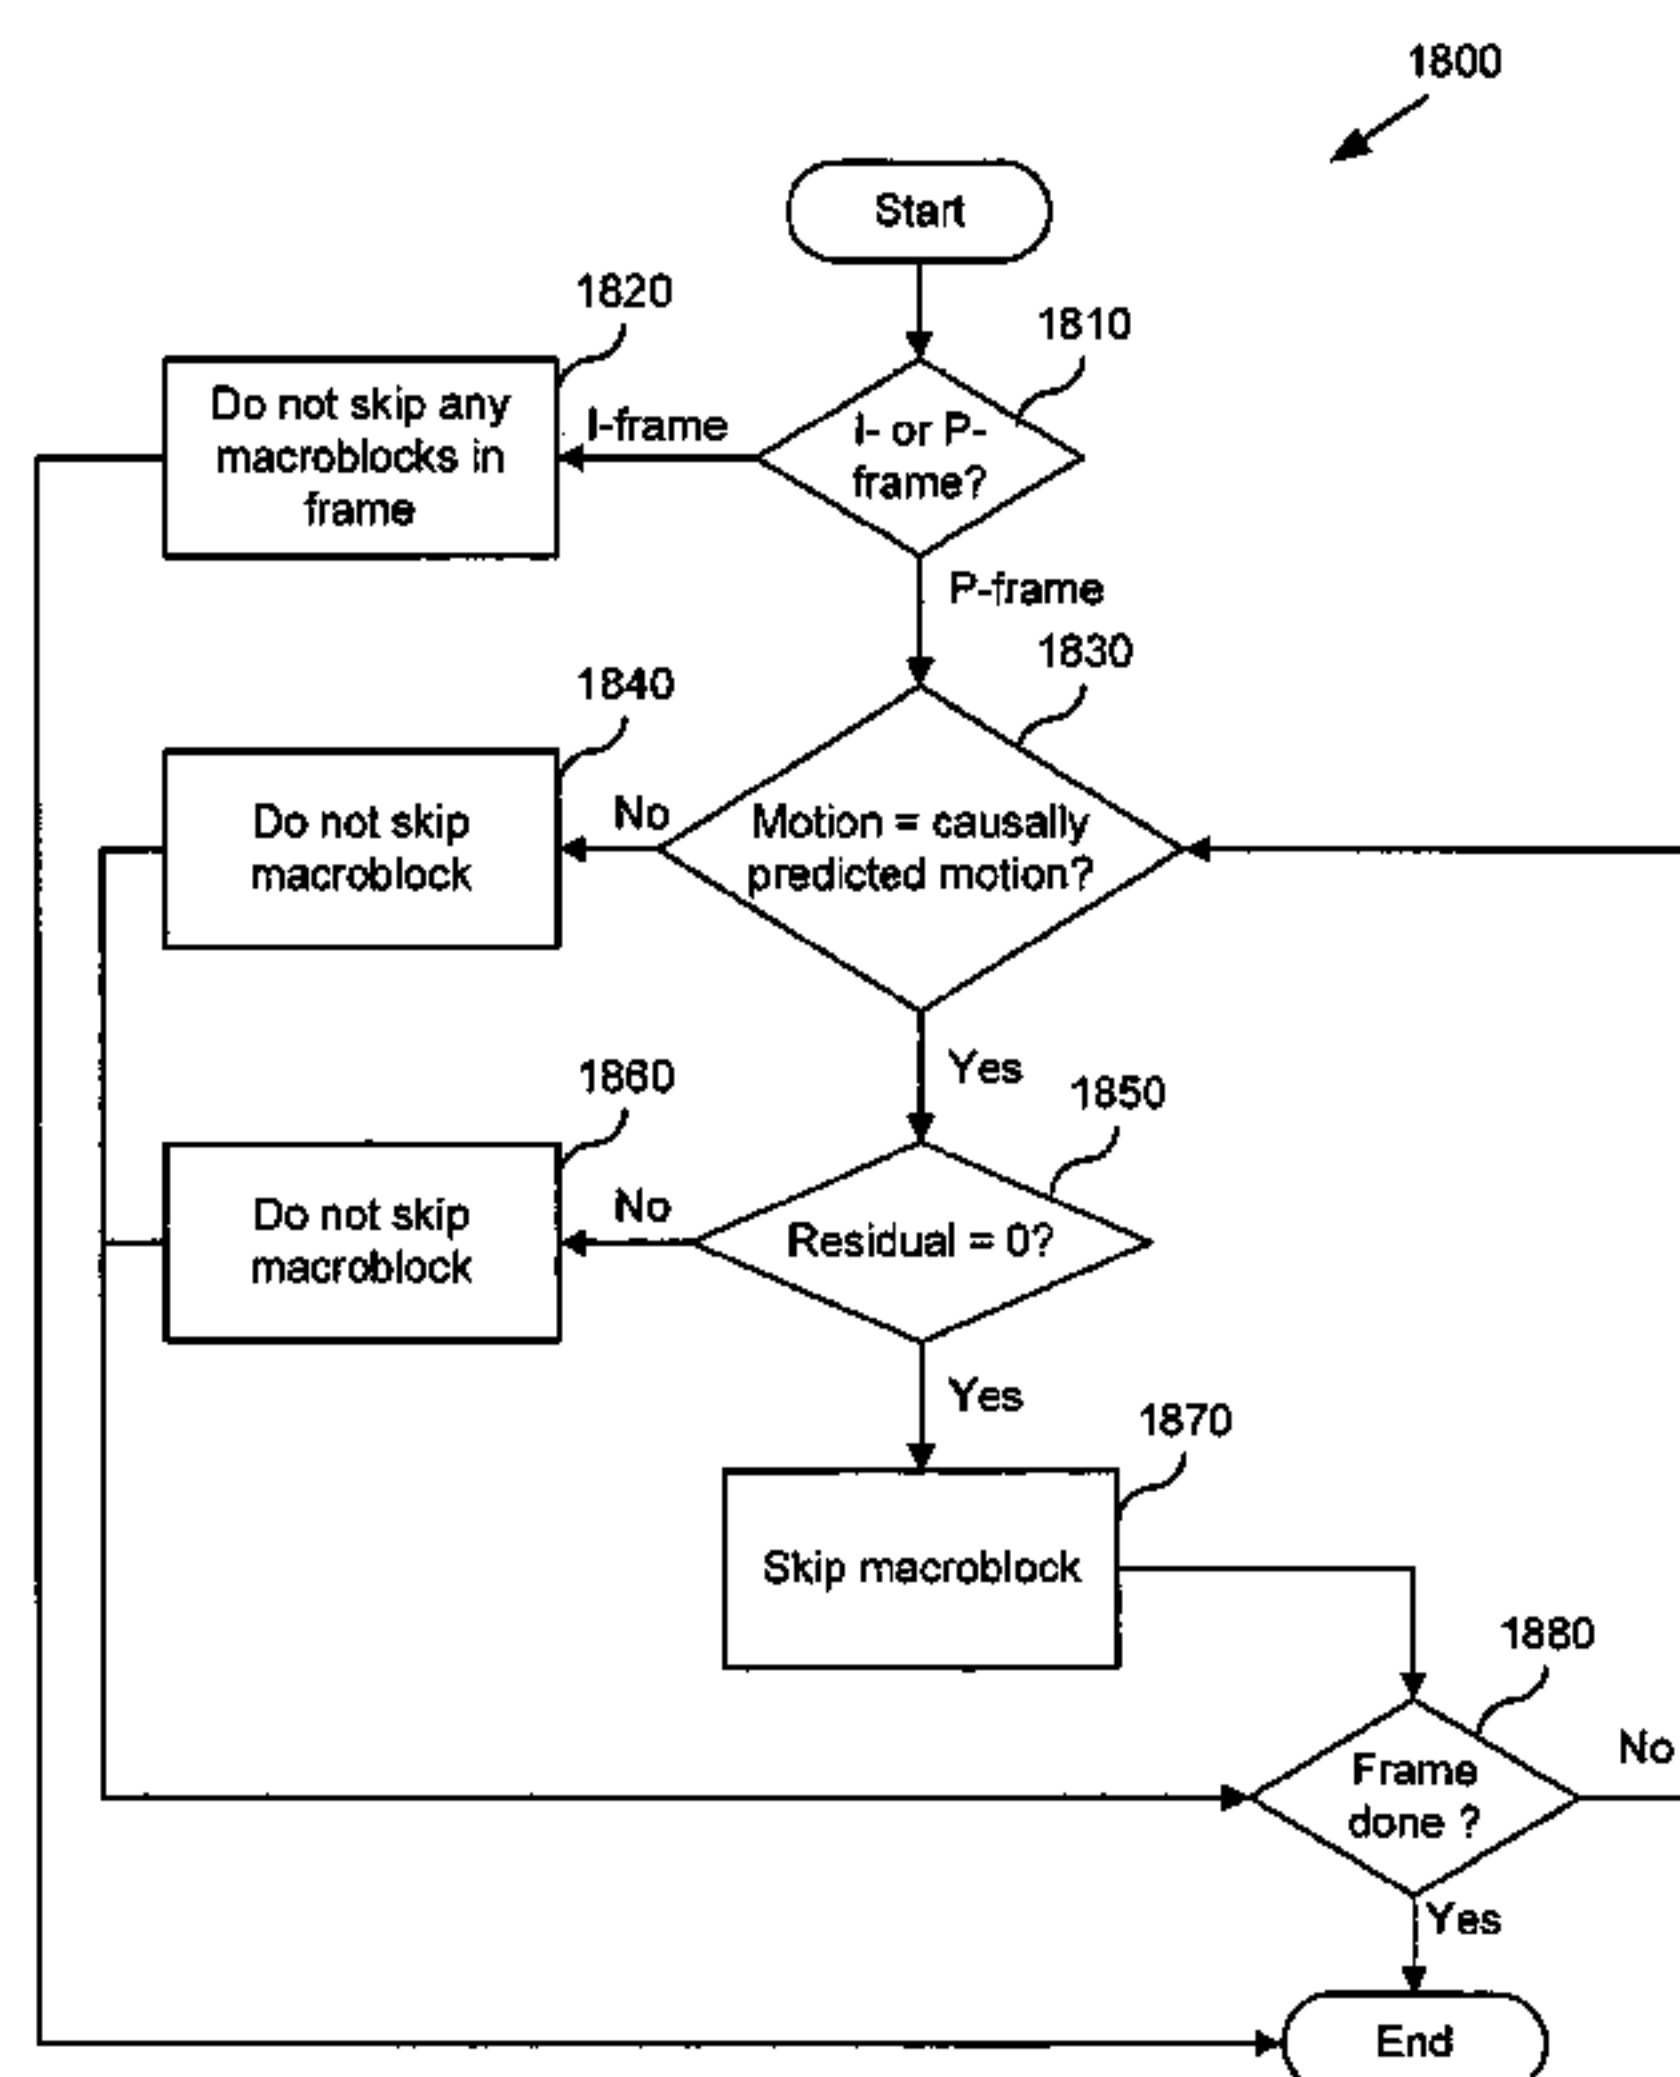 1800
Start
1820
1810
Do not skip any
macroblocks in
frame
I-frame
I- or P-
frame?
P-frame
1830
1840
Do not skip
macroblock
No
Motion = causally
predicted motion?
Yes
1860
1850
Do not skip
macroblock
No
Residual = 0?
Yes
1870
Skip macroblock
1880
Frame
done ?
No
Yes
End